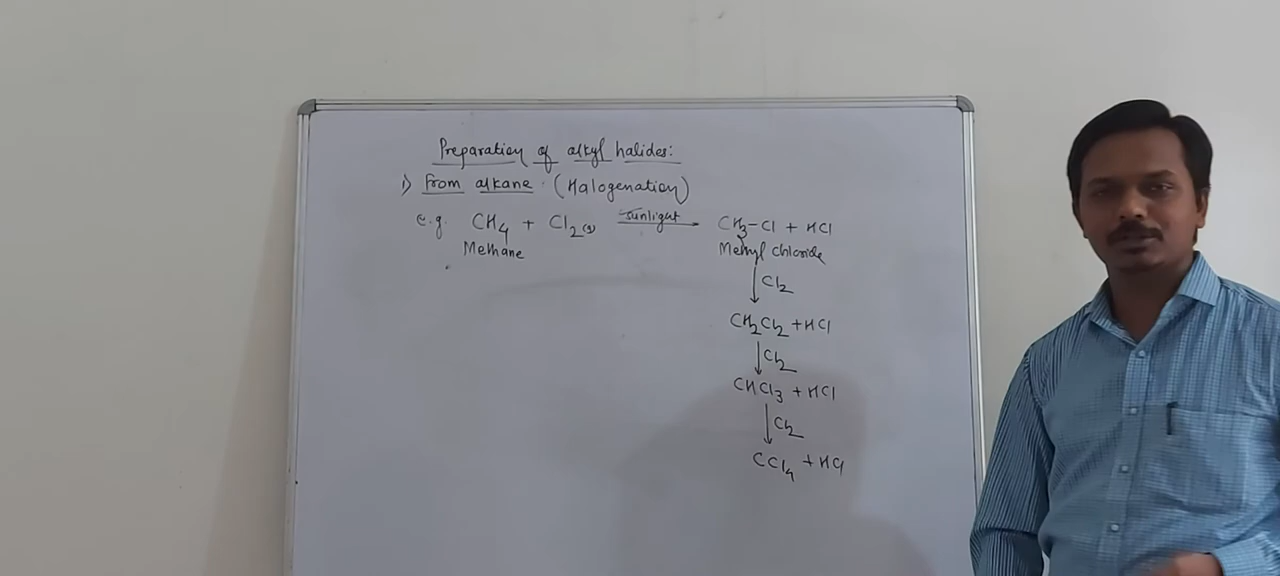 Preparation of alkyl halides:
1) From alkane (Halogenation)
e.g. CH4 + Cl2(g) sunlight → CH3-Cl + HCl
Methane Methyl chloride
↓ Cl2
CH2Cl2 + HCl
↓ Cl2
CHCl3 + HCl
↓ Cl2
CCl4 + HCl